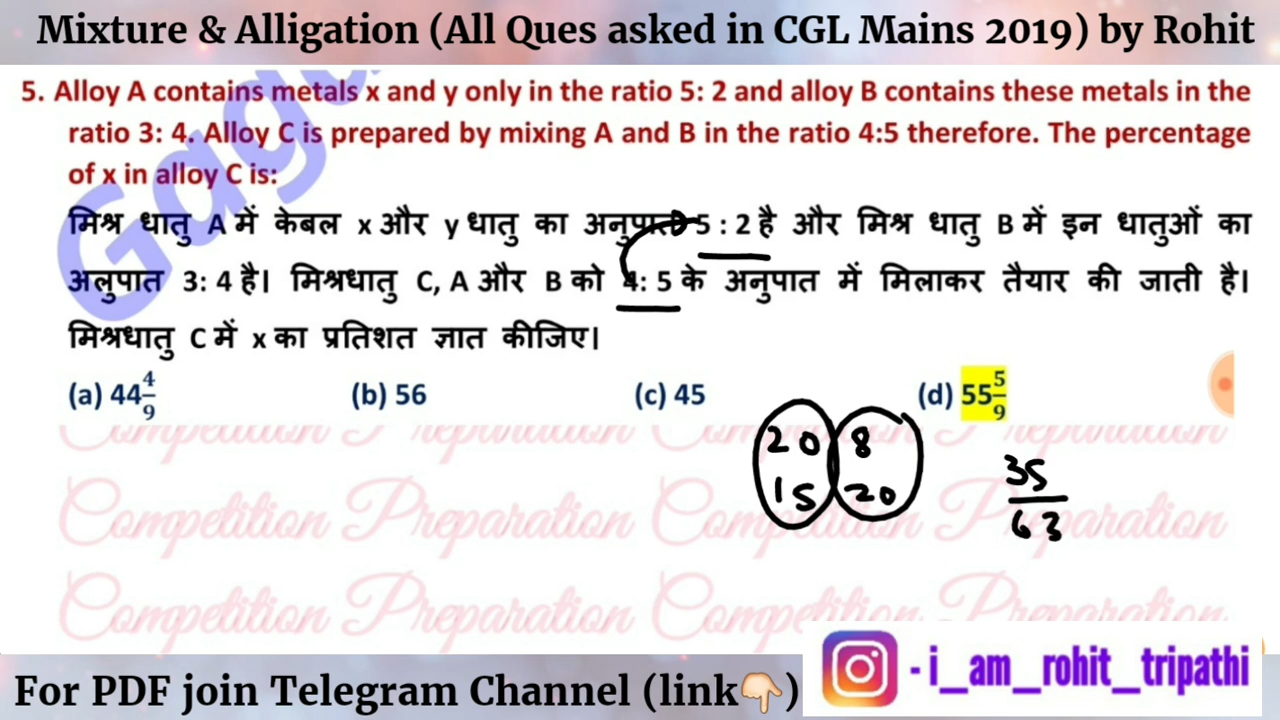 Mixture & Alligation (All Ques asked in CGL Mains 2019) by Rohit
5. Alloy A contains metals x and y only in the ratio 5: 2 and alloy B contains these metals in the
ratio 3: 4. Alloy C is prepared by mixing A and B in the ratio 4:5 therefore. The percentage
of x in alloy C is:
मिश्र धातु A में केबल x और y धातु का अनुपात 5 : 2 है और मिश्र धातु B में इन धातुओं का
अलुपात 3: 4 है। मिश्रधातु C, A और B को 4: 5 के अनुपात में मिलाकर तैयार की जाती है।
मिश्रधातु C में x का प्रतिशत ज्ञात कीजिए।
(a) 44 4/9 (b) 56 (c) 45 (d) 55 5/9
20 8
15 20
35
63
Competition Preparation Competition Preparation
Competition Preparation Competition Preparation
Competition Preparation Competition Preparation
For PDF join Telegram Channel (link👇🏻)
- i_am_rohit_tripathi